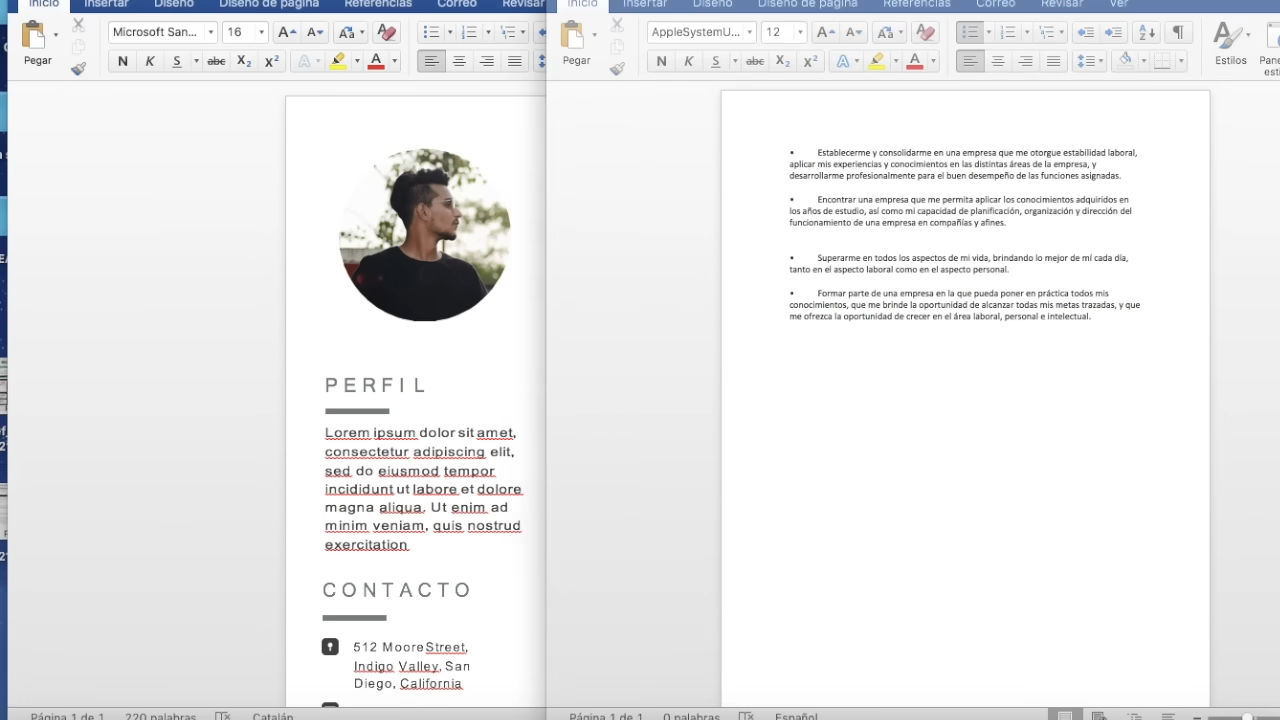 Inicio Insertar Diseño Diseño de página Referencias Correo Revisar
Microsoft San... 16
Pegar
N K S abc X2 X2 A A
PERFIL
Lorem ipsum dolor sit amet,
consectetur adipiscing elit,
sed do eiusmod tempor
incididunt ut labore et dolore
magna aliqua. Ut enim ad
minim veniam, quis nostrud
exercitation
CONTACTO
512 Moore Street,
Indigo Valley, San
Diego, California
Página 1 de 1 220 palabras Catalán
Inicio Insertar Diseño Diseño de página Referencias Correo Revisar Ver
AppleSystemU... 12
Pegar
N K S abc X2 X2 A A
Estilos
• Establecerme y consolidarme en una empresa que me otorgue estabilidad laboral,
aplicar mis experiencias y conocimientos en las distintas áreas de la empresa, y
desarrollarme profesionalmente para el buen desempeño de las funciones asignadas.
• Encontrar una empresa que me permita aplicar los conocimientos adquiridos en
los años de estudio, así como mi capacidad de planificación, organización y dirección del
funcionamiento de una empresa en compañías y afines.
• Superarme en todos los aspectos de mi vida, brindando lo mejor de mí cada día,
tanto en el aspecto laboral como en el aspecto personal.
• Formar parte de una empresa en la que pueda poner en práctica todos mis
conocimientos, que me brinde la oportunidad de alcanzar todas mis metas trazadas, y que
me ofrezca la oportunidad de crecer en el área laboral, personal e intelectual.
Página 1 de 1 0 palabras Español